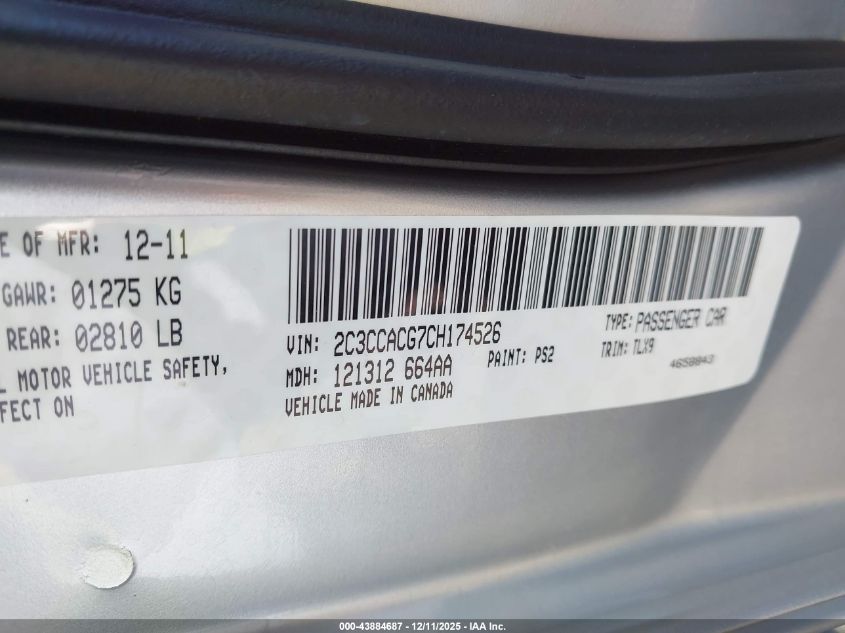 E OF MFR: 12-11
GAWR: 01275 KG
REAR: 02810 LB
MOTOR VEHICLE SAFETY,
FECT ON
VIN: 2C3CCACG7CH174526
TYPE: PASSENGER CAR
MDH: 121312 664AA
PAINT: PS2
TRIM: TLX9
4658843
VEHICLE MADE IN CANADA
000-43884687 - 12/11/2025 - IAA Inc.